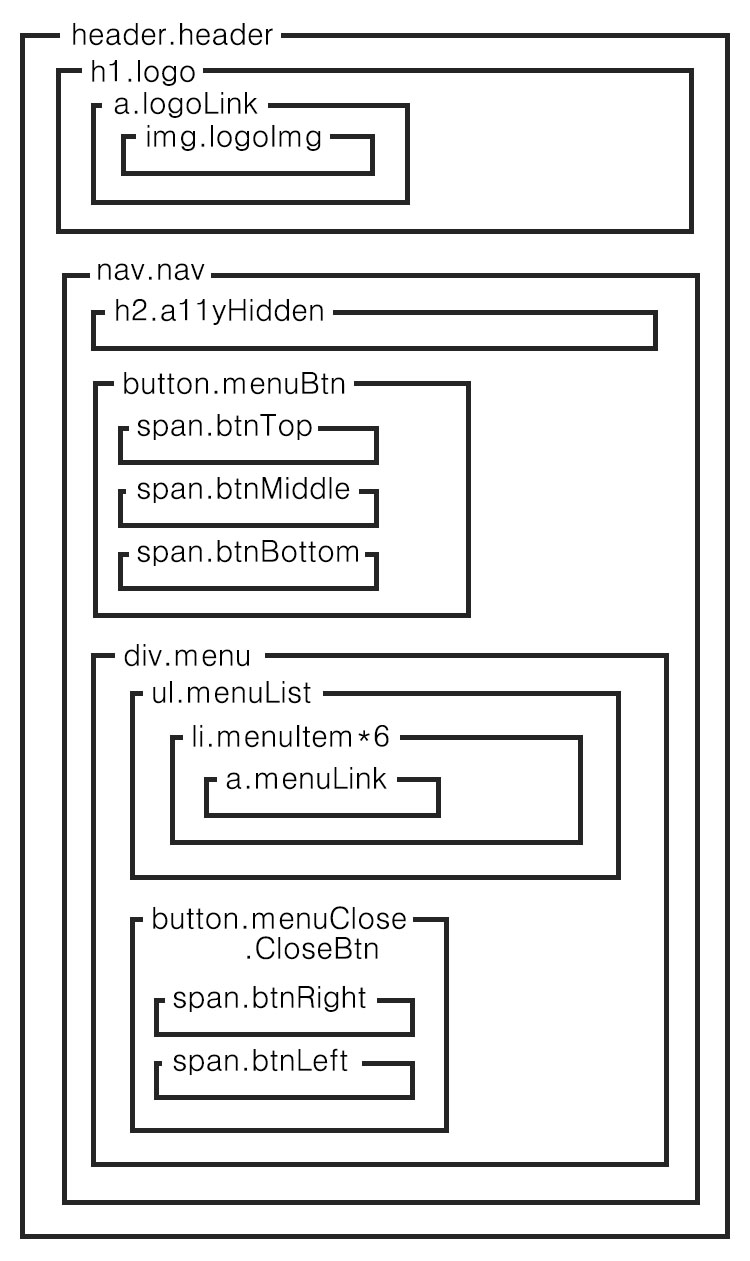 header.header
h1.logo
a.logoLink
img.logoImg
nav.nav
h2.a11yHidden
button.menuBtn
span.btnTop
span.btnMiddle
span.btnBottom
div.menu
ul.menuList
li.menuItem*6
a.menuLink
button.menuClose
.CloseBtn
span.btnRight
span.btnLeft